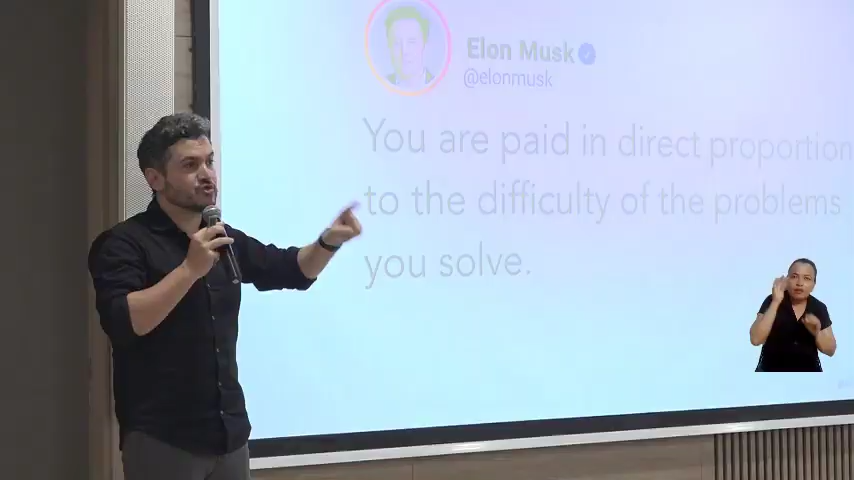 Elon Musk
@elonmusk
You are paid in direct proportion
to the difficulty of the problems
you solve.